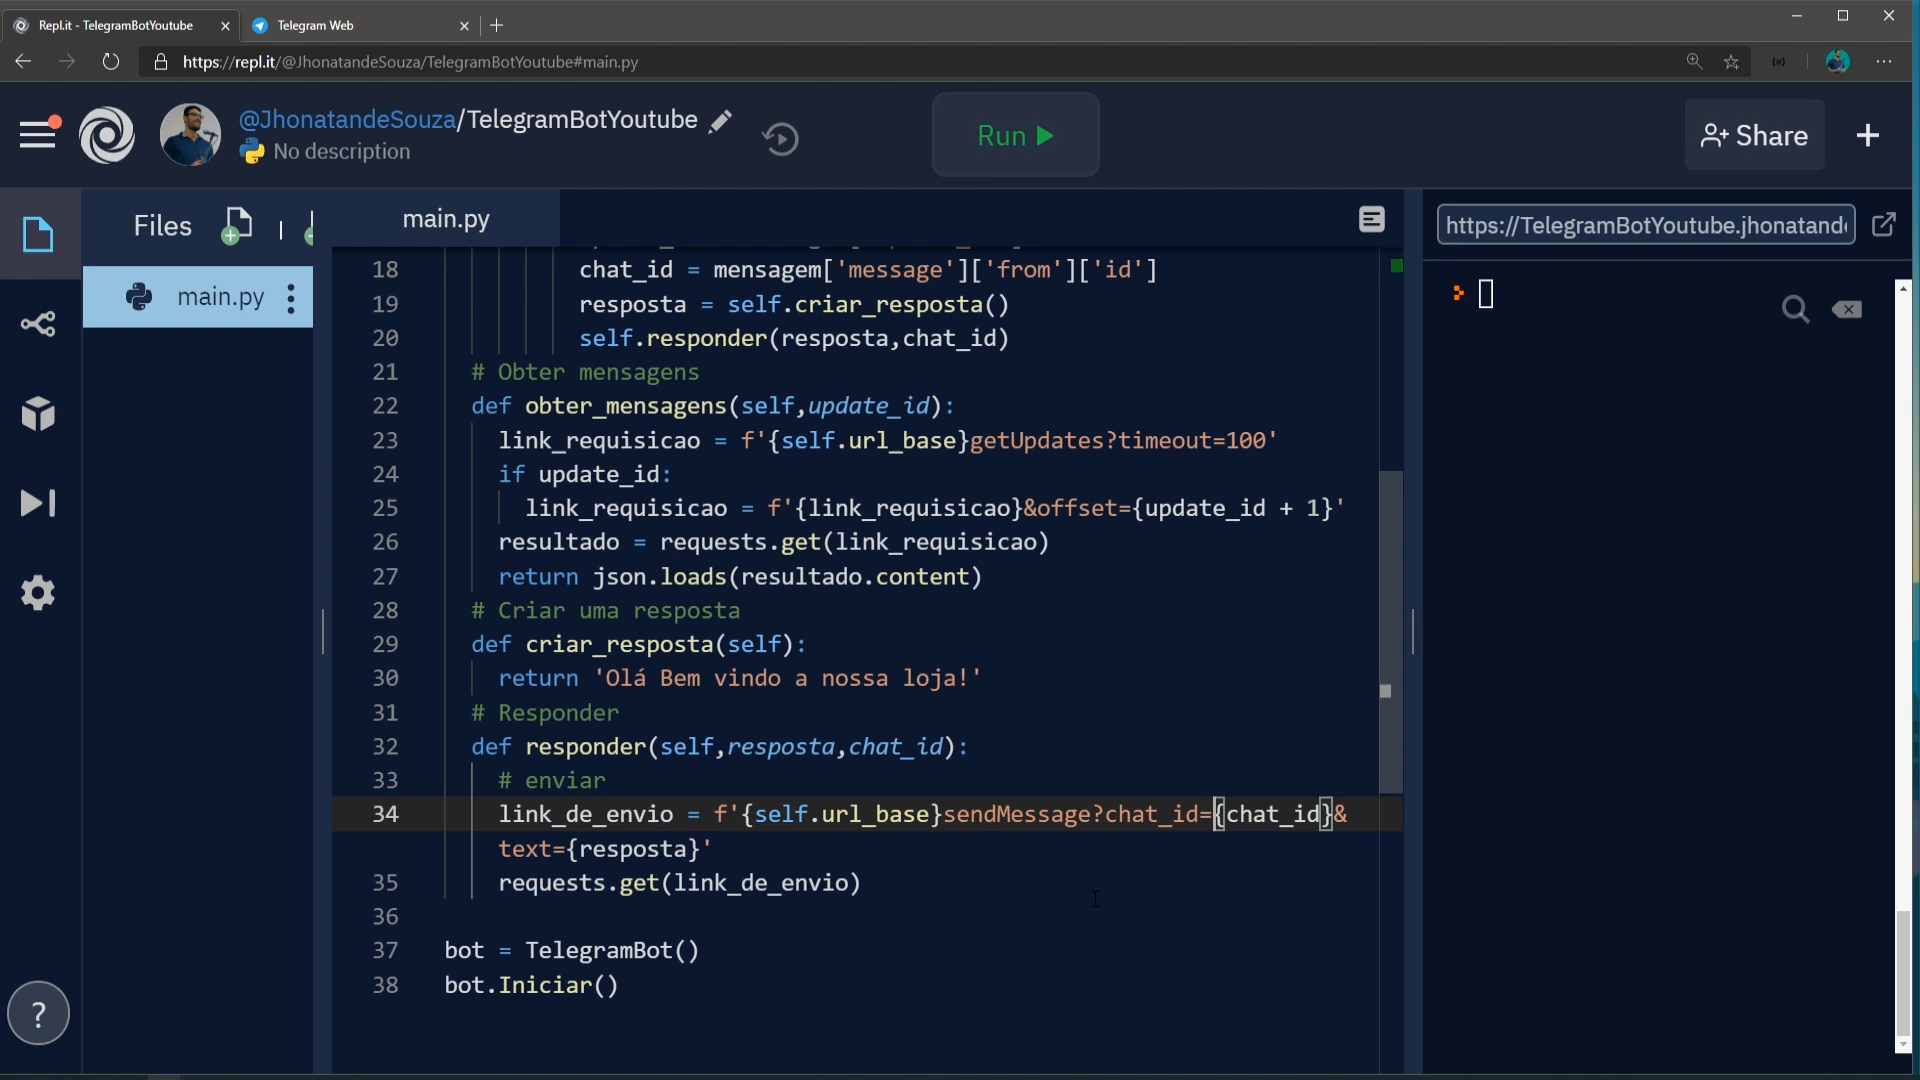 Repl.it - TelegramBotYoutube
Telegram Web
https://repl.it/@JhonatandeSouza/TelegramBotYoutube#main.py
@JhonatandeSouza/TelegramBotYoutube
No description
Run
Share
Files
main.py
main.py
https://TelegramBotYoutube.jhonatand
18 chat_id = mensagem['message']['from']['id']
19 resposta = self.criar_resposta()
20 self.responder(resposta,chat_id)
21 # Obter mensagens
22 def obter_mensagens(self,update_id):
23 link_requisicao = f'{self.url_base}getUpdates?timeout=100'
24 if update_id:
25 link_requisicao = f'{link_requisicao}&offset={update_id + 1}'
26 resultado = requests.get(link_requisicao)
27 return json.loads(resultado.content)
28 # Criar uma resposta
29 def criar_resposta(self):
30 return 'Olá Bem vindo a nossa loja!'
31 # Responder
32 def responder(self,resposta,chat_id):
33 # enviar
34 link_de_envio = f'{self.url_base}sendMessage?chat_id={chat_id}&
text={resposta}'
35 requests.get(link_de_envio)
36
37 bot = TelegramBot()
38 bot.Iniciar()
?